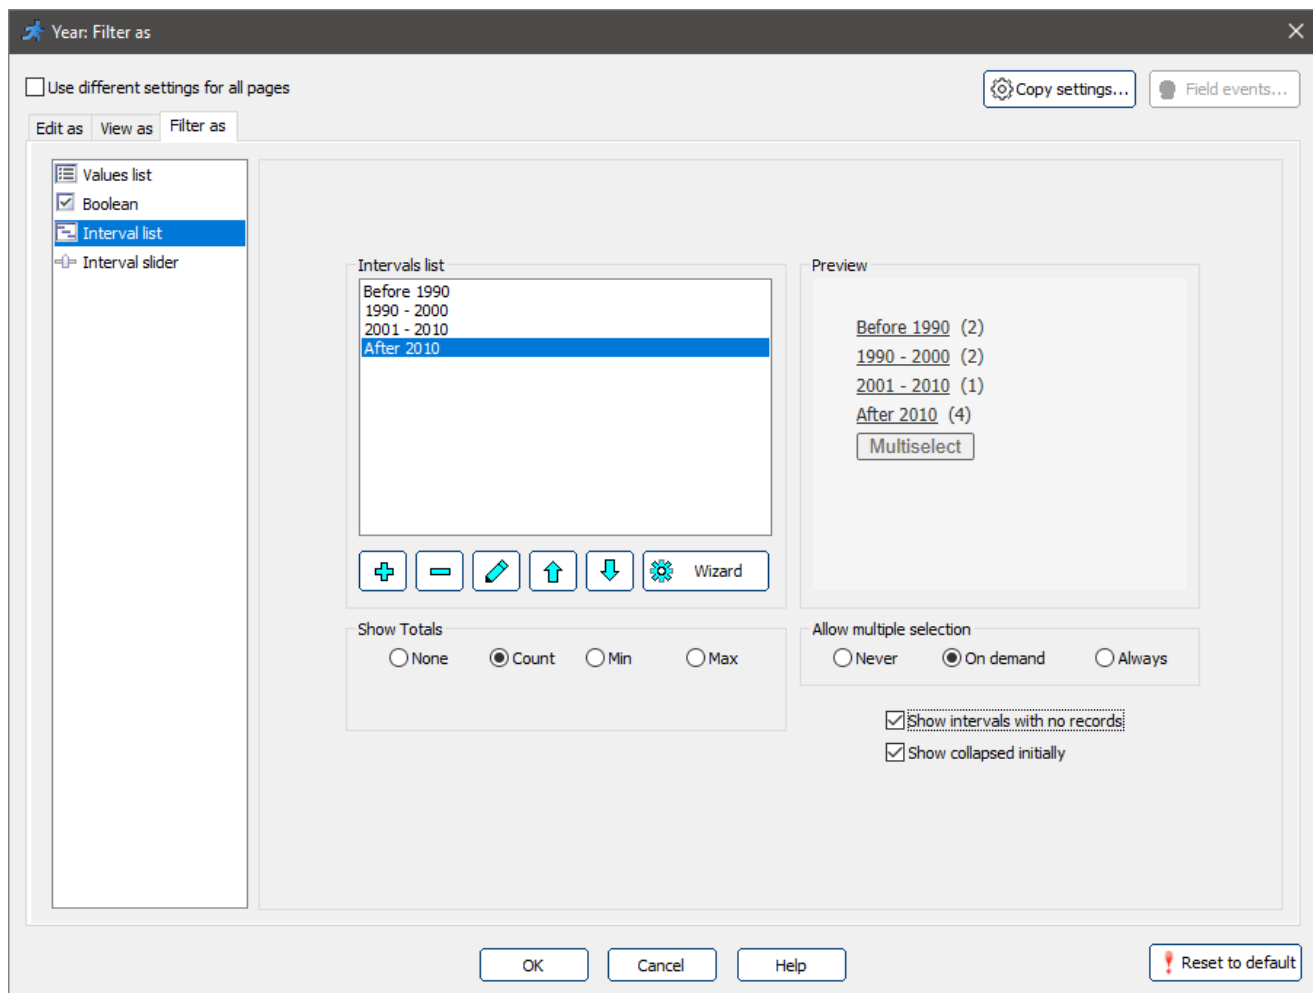 Year: Filter as
Use different settings for all pages
Copy settings...
Field events...
Edit as
View as
Filter as
Values list
Boolean
Interval list
Interval slider
Intervals list
Before 1990
1990 - 2000
2001 - 2010
After 2010
Wizard
Preview
Before 1990 (2)
1990 - 2000 (2)
2001 - 2010 (1)
After 2010 (4)
Multiselect
Show Totals
None
Count
Min
Max
Allow multiple selection
Never
On demand
Always
Show intervals with no records
Show collapsed initially
OK
Cancel
Help
Reset to default